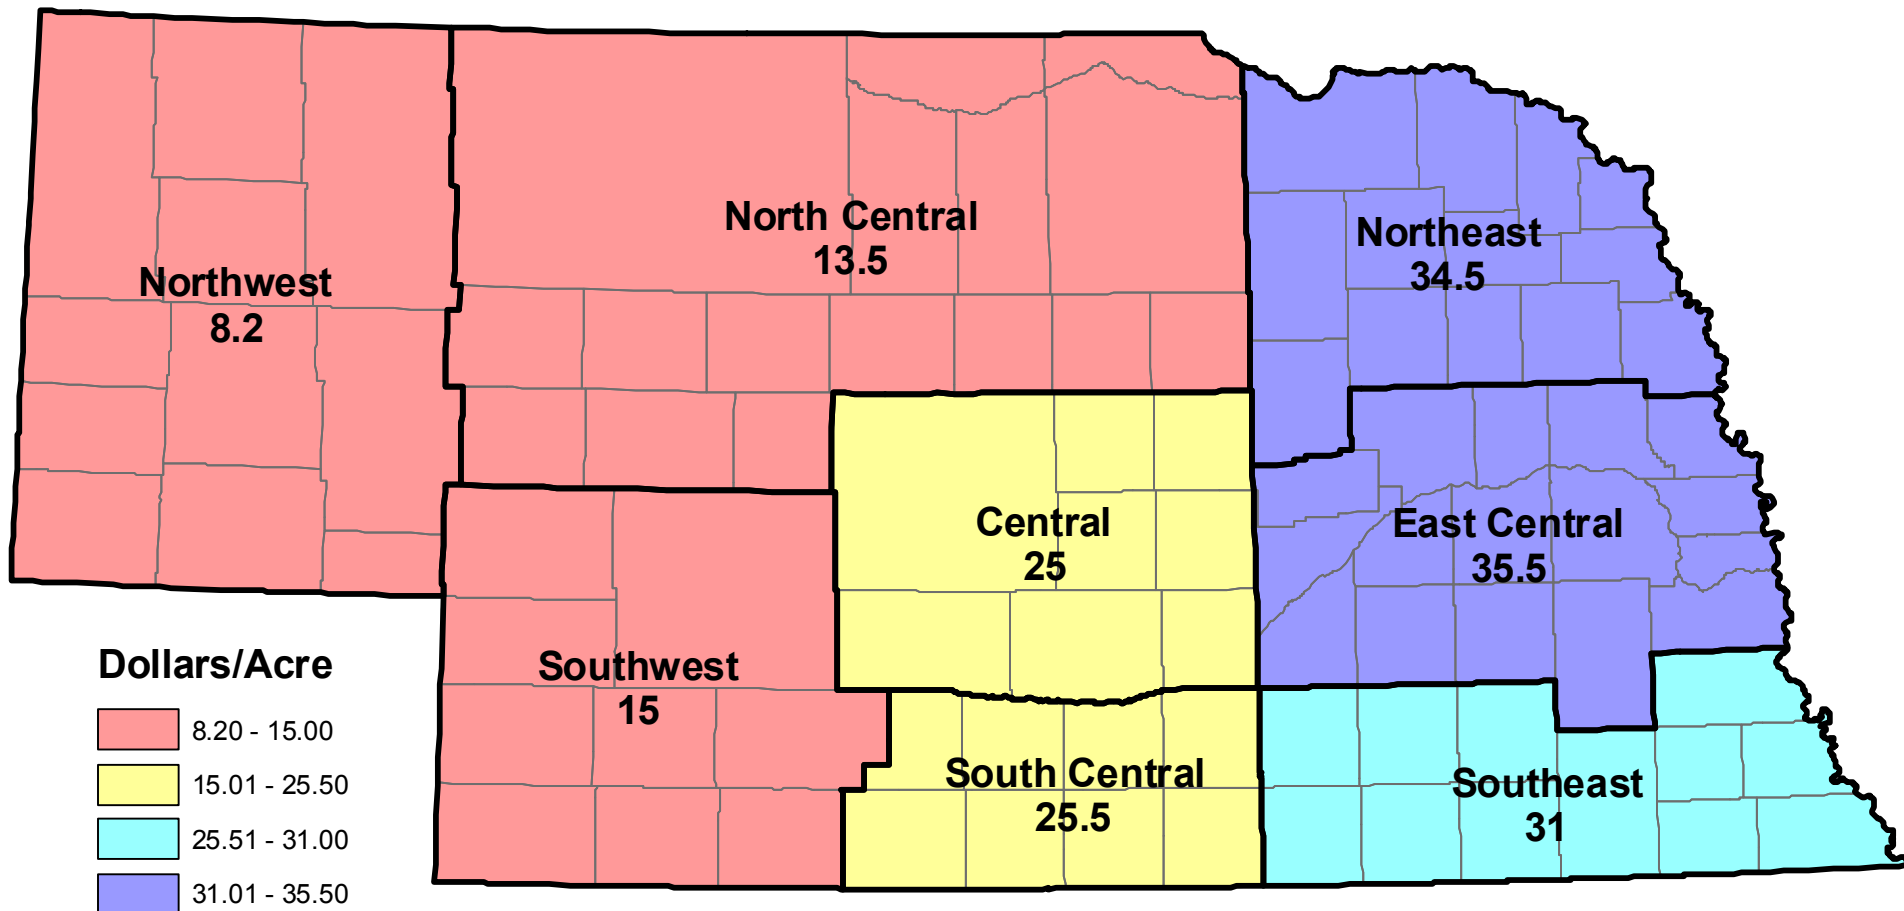 North Central
13.5
Northeast
34.5
Northwest
8.2
Central
25
East Central
35.5
Southwest
15
South Central
25.5
Southeast
31
Dollars/Acre
8.20 - 15.00
15.01 - 25.50
25.51 - 31.00
31.01 - 35.50